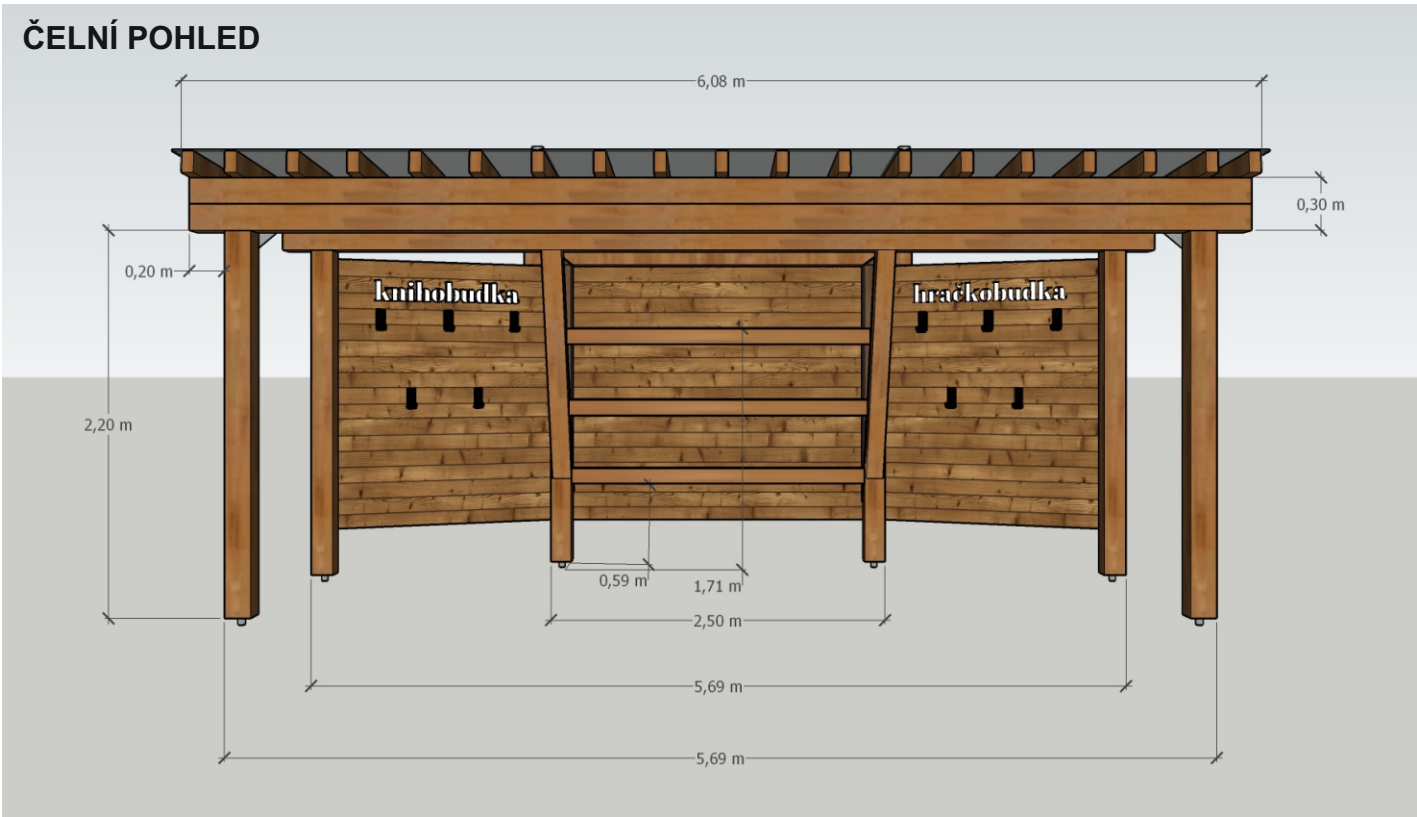 ČELNÍ POHLED
6,08 m
0,30 m
0,20 m
knihobudka
hračkobudka
2,20 m
0,59 m
1,71 m
2,50 m
5,69 m
5,69 m